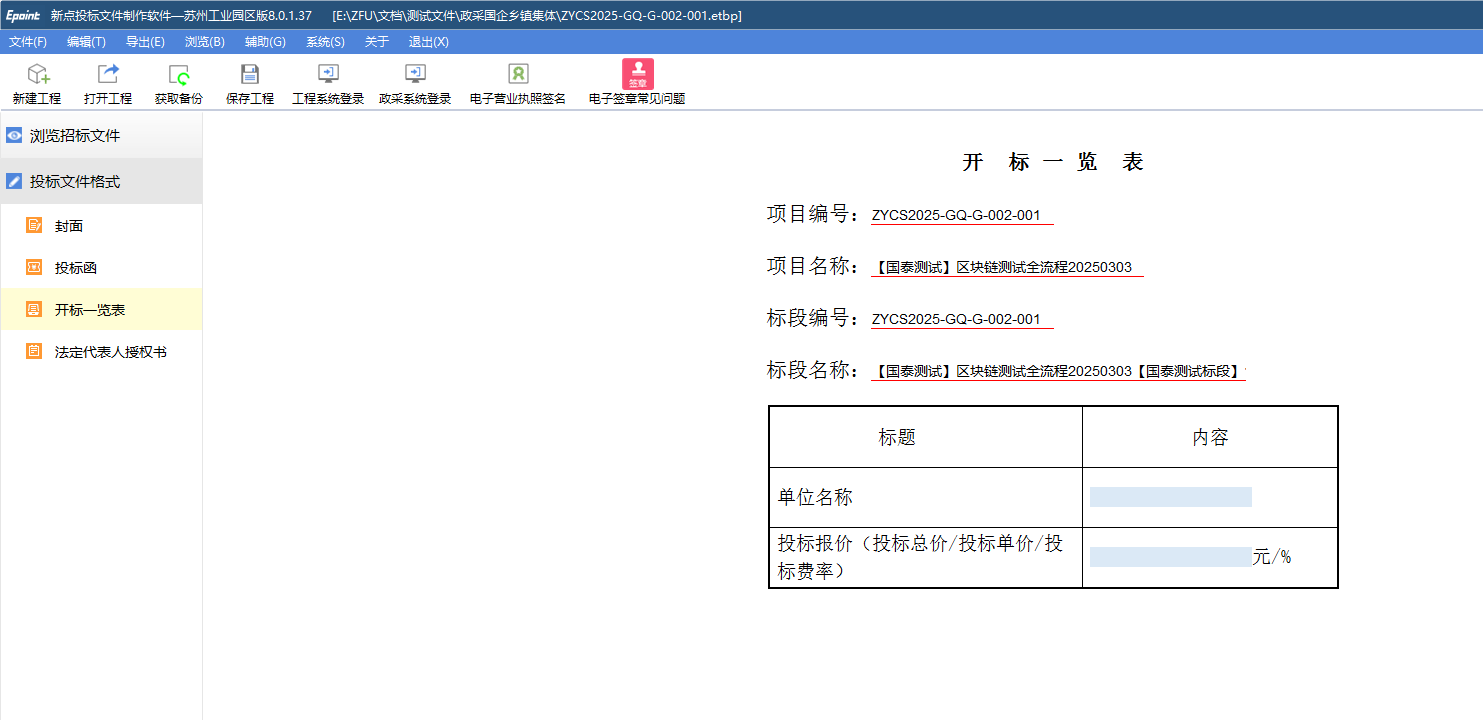 Epoint 新点投标文件制作软件—苏州工业园区版8.0.1.37 [E:\ZFU\文档\测试文件\政采国企乡镇集体\ZYCS2025-GQ-G-002-001.etbp]
文件(F) 编辑(T) 导出(E) 浏览(B) 辅助(G) 系统(S) 关于 退出(X)
签章
新建工程 打开工程 获取备份 保存工程 工程系统登录 政采系统登录 电子营业执照签名 电子签章常见问题
浏览招标文件
投标文件格式
封面
投标函
开标一览表
法定代表人授权书
开 标 一 览 表
项目编号：ZYCS2025-GQ-G-002-001
项目名称：【国泰测试】区块链测试全流程20250303
标段编号：ZYCS2025-GQ-G-002-001
标段名称：【国泰测试】区块链测试全流程20250303【国泰测试标段】
标题 内容
单位名称
投标报价（投标总价/投标单价/投
标费率） 元/%